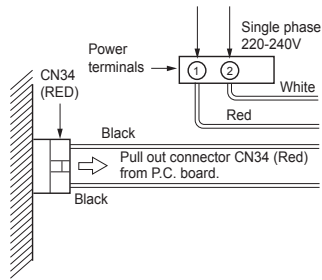 Single phase
220-240V
Power
terminals
1
2
CN34
(RED)
White
Red
Black
Pull out connector CN34 (Red)
from P.C. board.
Black